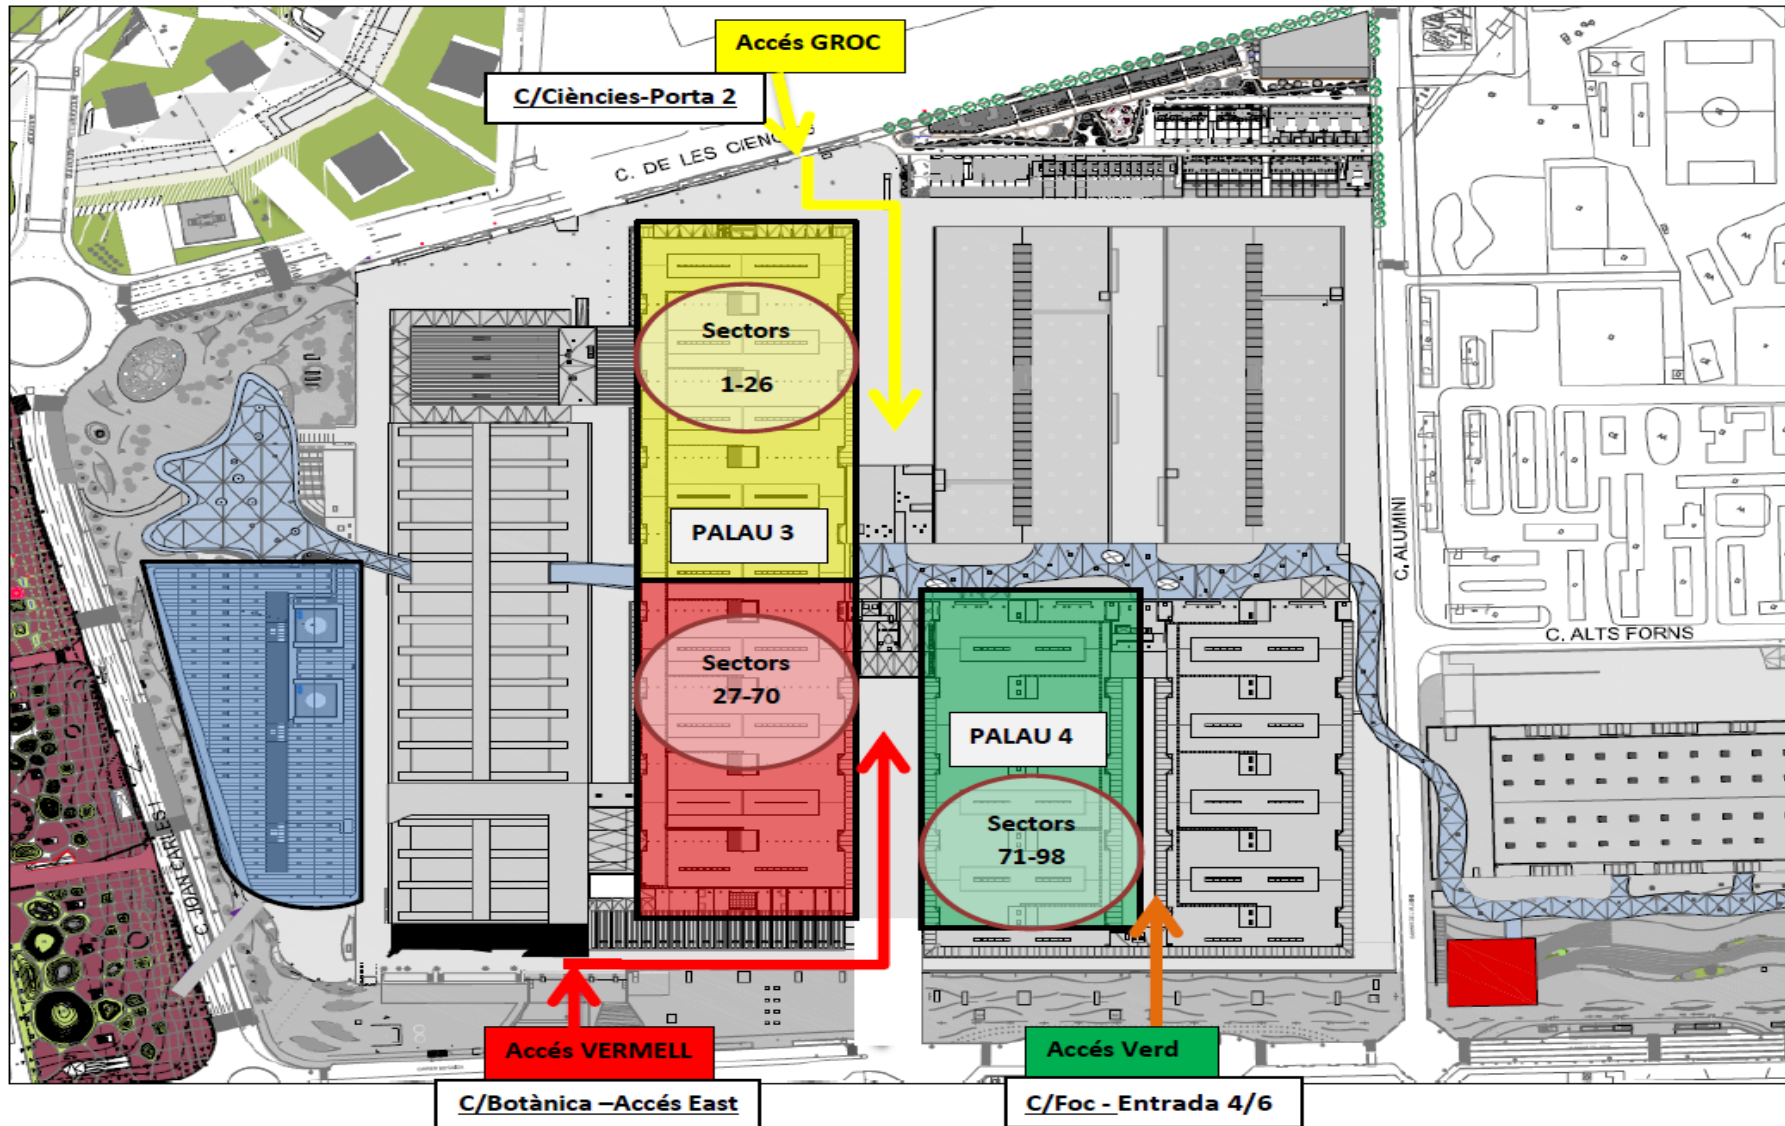 Accés GROC
C/Ciències-Porta 2
C. DE LES CIENCIES
Sectors
1-26
PALAU 3
C. ALUMINI
C. ALTS FORNS
Sectors
27-70
PALAU 4
Sectors
71-98
C. JOAN CARLES I
Accés VERMELL
Accés Verd
C/Botànica –Accés East
C/Foc - Entrada 4/6